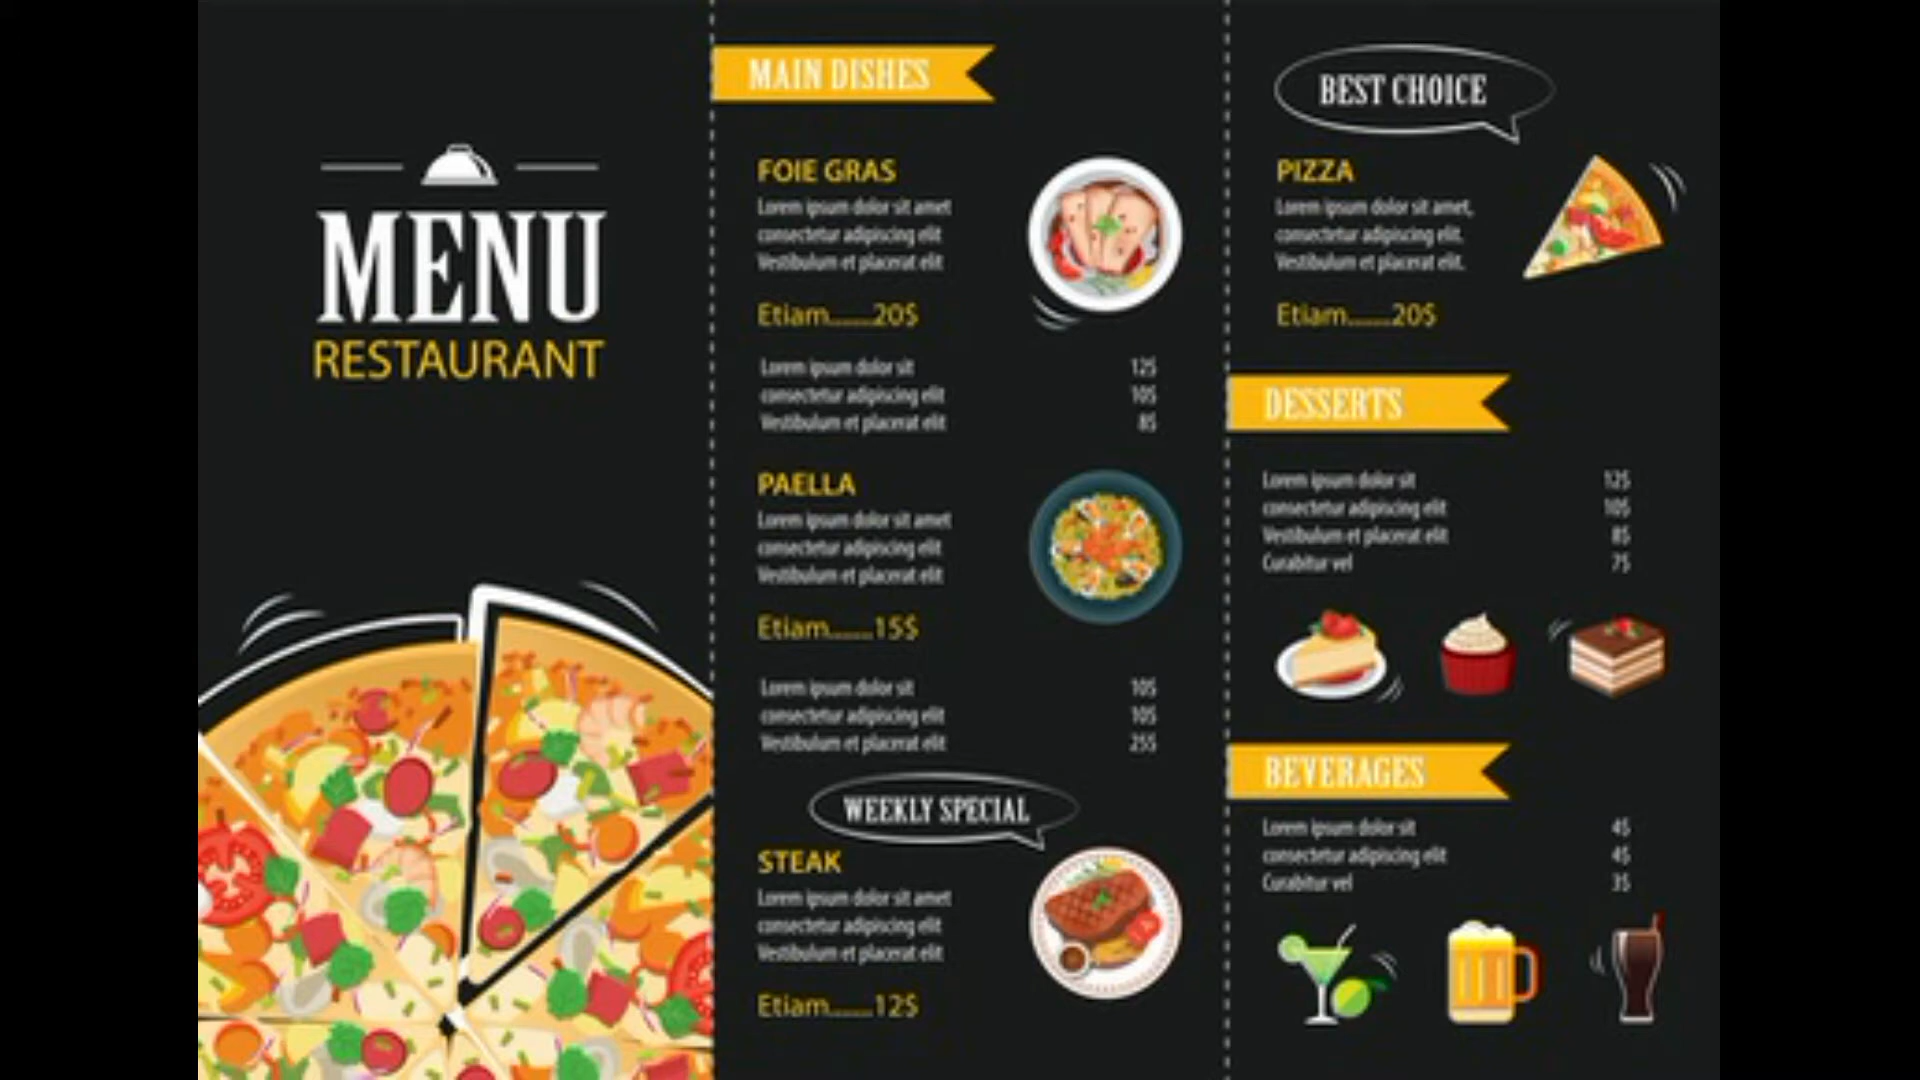 MENU
RESTAURANT
MAIN DISHES
FOIE GRAS
Lorem ipsum dolor sit amet
consectetur adipiscing elit
Vestibulum et placerat elit
Etiam........20$
Lorem ipsum dolor sit 12$
consectetur adipiscing elit 10$
Vestibulum et placerat elit 8$
PAELLA
Lorem ipsum dolor sit amet
consectetur adipiscing elit
Vestibulum et placerat elit
Etiam........15$
Lorem ipsum dolor sit 10$
consectetur adipiscing elit 10$
Vestibulum et placerat elit 25$
WEEKLY SPECIAL
STEAK
Lorem ipsum dolor sit amet
consectetur adipiscing elit
Vestibulum et placerat elit
Etiam........12$
BEST CHOICE
PIZZA
Lorem ipsum dolor sit amet,
consectetur adipiscing elit.
Vestibulum et placerat elit.
Etiam........20$
DESSERTS
Lorem ipsum dolor sit 12$
consectetur adipiscing elit 10$
Vestibulum et placerat elit 8$
Curabitur vel 7$
BEVERAGES
Lorem ipsum dolor sit 4$
consectetur adipiscing elit 4$
Curabitur vel 3$